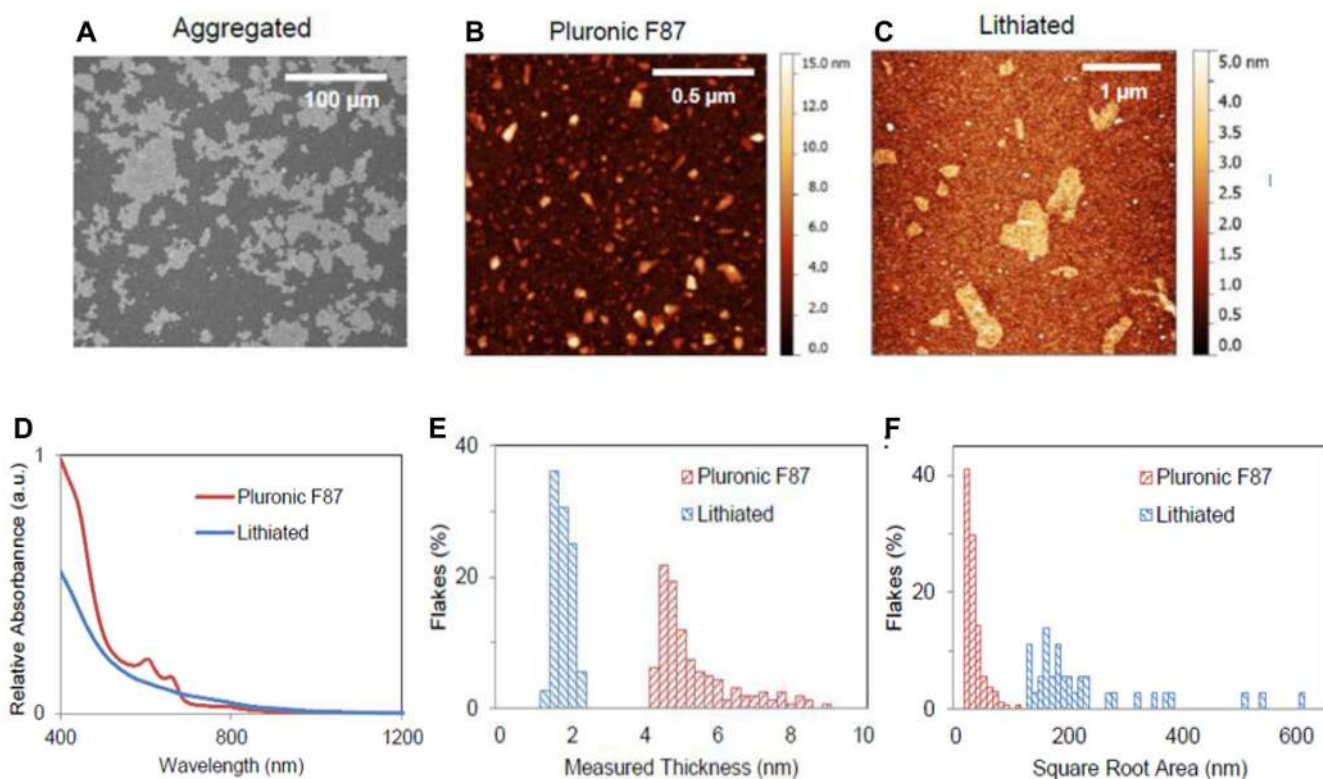 A
Aggregated
100 µm
B
Pluronic F87
0.5 µm
15.0 nm
12.0
10.0
8.0
6.0
4.0
2.0
0.0
C
Lithiated
1 µm
5.0 nm
4.0
3.5
3.0
2.5
2.0
1.5
1.0
0.5
0.0
D
1
Relative Absorbannce (a.u.)
Pluronic F87
Lithiated
0
400
800
1200
Wavelength (nm)
E
40
Flakes (%)
20
0
Pluronic F87
Lithiated
0
2
4
6
8
10
Measured Thickness (nm)
F
40
Flakes (%)
20
0
Pluronic F87
Lithiated
0
200
400
600
Square Root Area (nm)